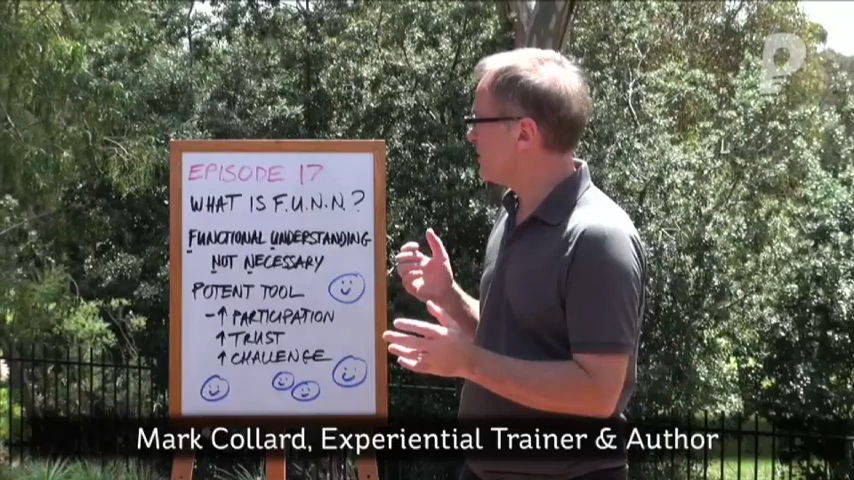 EPISODE 17
WHAT IS F.U.N.N.?
FUNCTIONAL UNDERSTANDING
NOT NECESSARY
POTENT TOOL
- ↑ PARTICIPATION
↑ TRUST
↑ CHALLENGE
Mark Collard, Experiential Trainer & Author